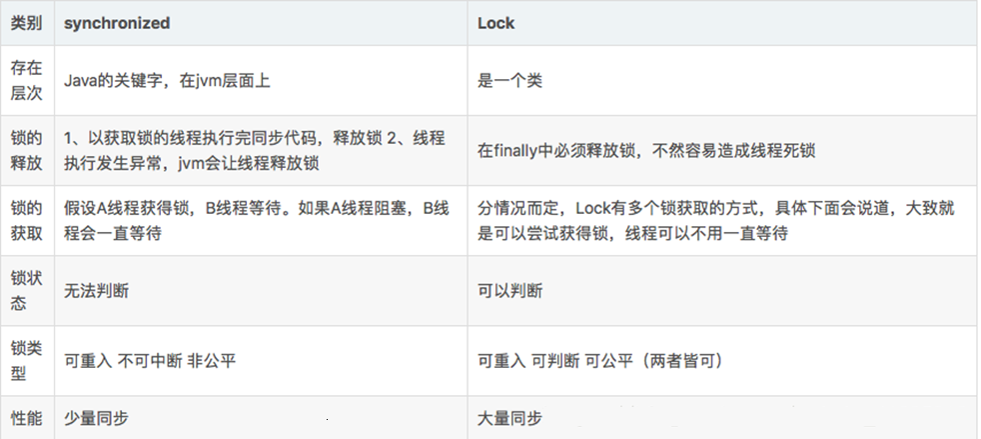 类别 synchronized Lock
存在
层次
Java的关键字，在jvm层面上
是一个类
锁的
释放
1、以获取锁的线程执行完同步代码，释放锁 2、线程
执行发生异常，jvm会让线程释放锁
在finally中必须释放锁，不然容易造成线程死锁
锁的
获取
假设A线程获得锁，B线程等待。如果A线程阻塞，B线
程会一直等待
分情况而定，Lock有多个锁获取的方式，具体下面会说道，大致就
是可以尝试获得锁，线程可以不用一直等待
锁状
态
无法判断
可以判断
锁类
型
可重入 不可中断 非公平
可重入 可判断 可公平（两者皆可）
性能 少量同步 大量同步